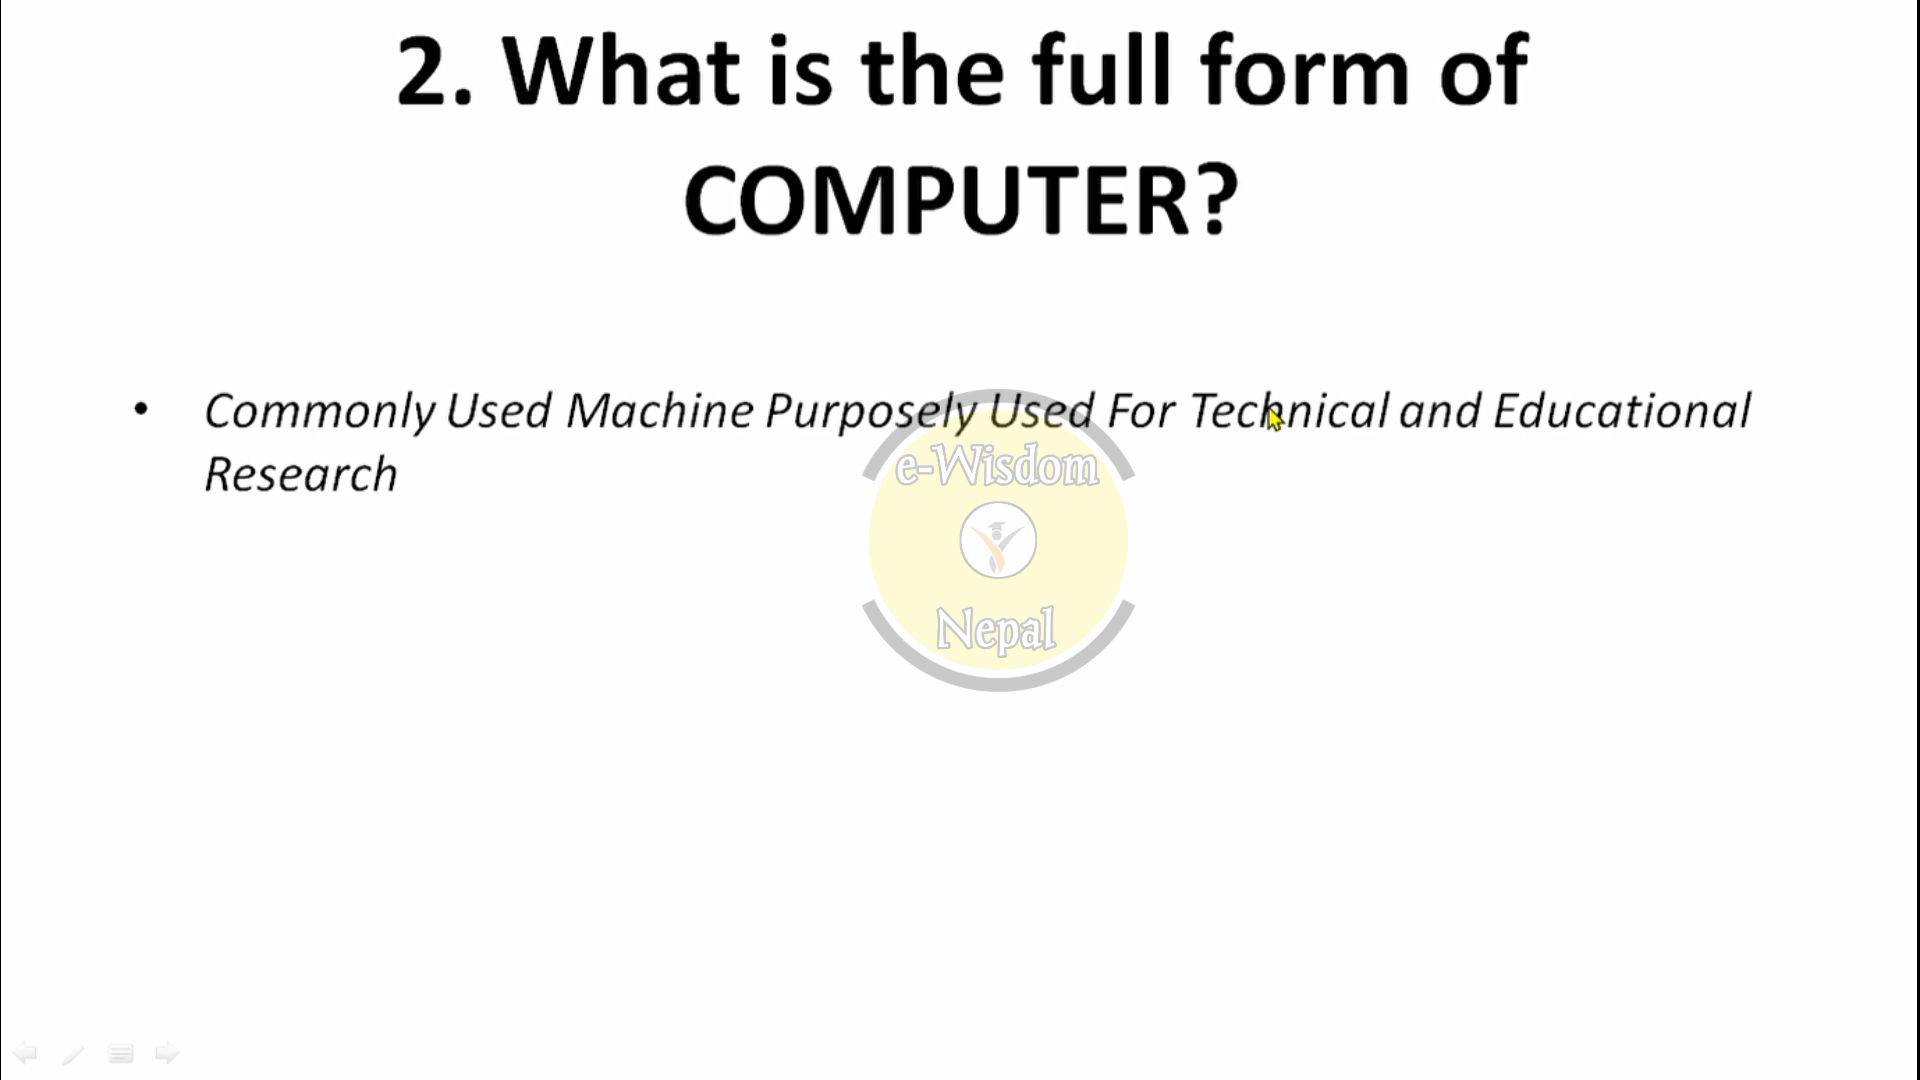 2. What is the full form of
COMPUTER?
• Commonly Used Machine Purposely Used For Technical and Educational
Research
e-Wisdom
Nepal